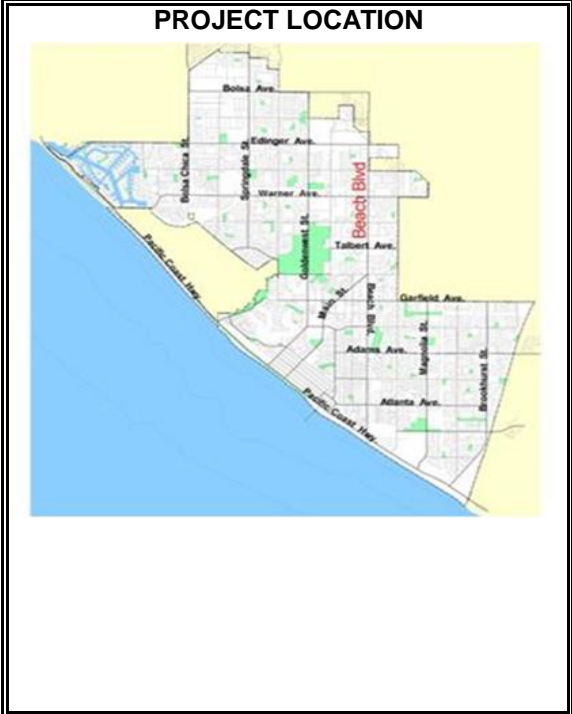 PROJECT LOCATION
Bolsa Ave.
Edinger Ave.
Bolsa Chica St.
Springdale St.
Warner Ave.
Beach Blvd
Talbert Ave.
Goldenwest St.
Pacific Coast Hwy.
Main St.
Beach Blvd.
Garfield Ave.
Adams Ave.
Magnolia St.
Brookhurst St.
Atlanta Ave.
Pacific Coast Hwy.